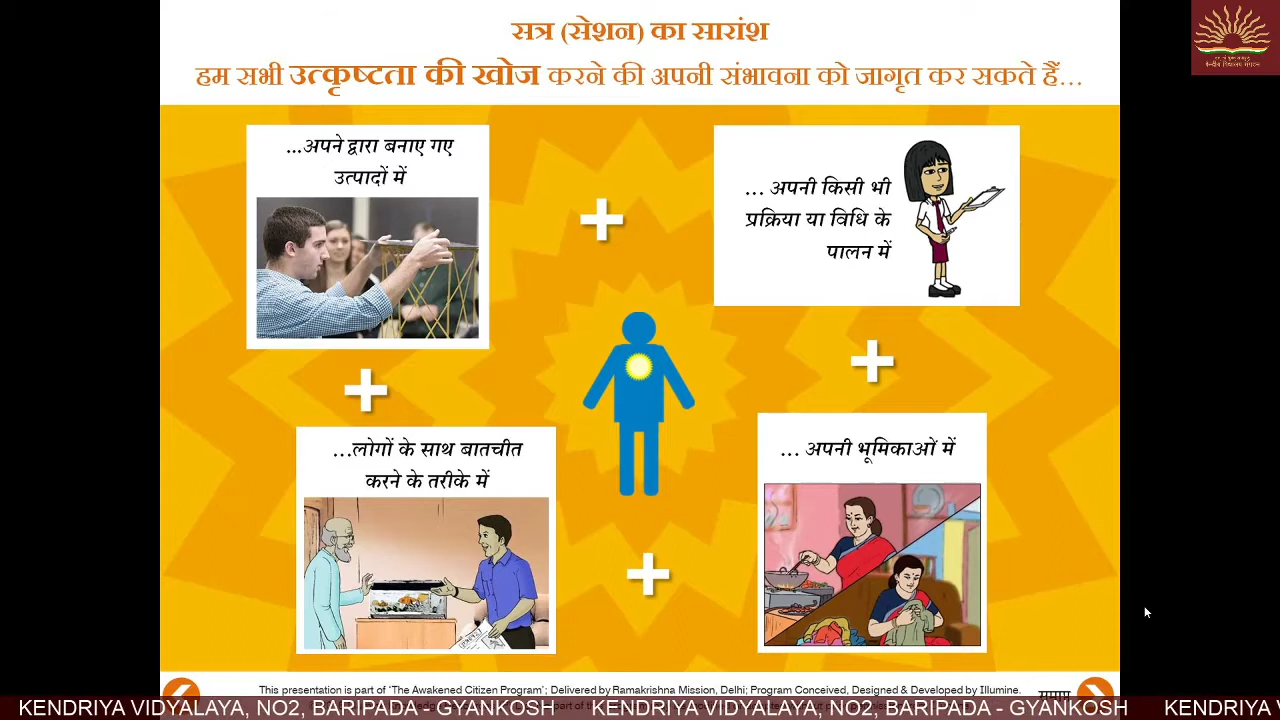 सत्र (सेशन) का सारांश
हम सभी उत्कृष्टता की खोज करने की अपनी संभावना को जागृत कर सकते हैं...
...अपने द्वारा बनाए गए
उत्पादों में
... अपनी किसी भी
प्रक्रिया या विधि के
पालन में
...लोगों के साथ बातचीत
करने के तरीके में
... अपनी भूमिकाओं में
This presentation is part of 'The Awakened Citizen Program'; Delivered by Ramakrishna Mission, Delhi; Program Conceived, Designed & Developed by Illumine.
KENDRIYA VIDYALAYA, NO2, BARIPADA - GYANKOSH KENDRIYA VIDYALAYA, NO2, BARIPADA - GYANKOSH KENDRIYA V